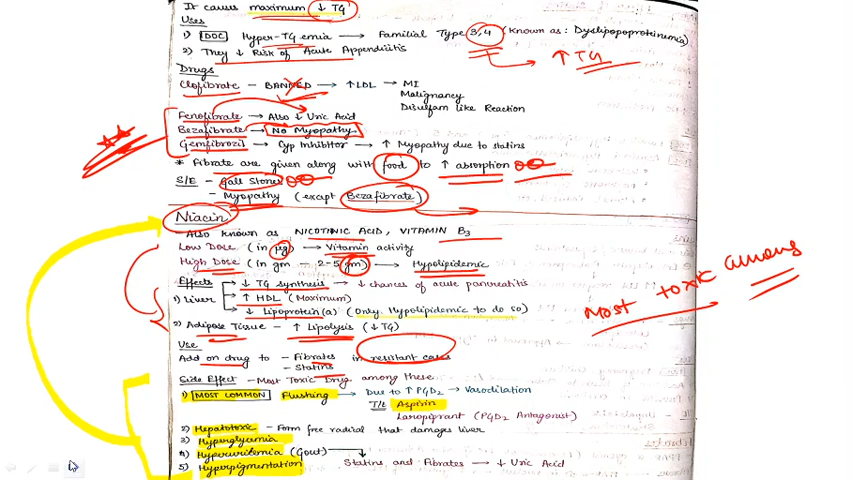 It causes maximum ↓ TG
Uses
1) DOC Hyper-TGemia → Familial Type 3,4 (Known as: Dyslipopoproteinemia)
2) They ↓ Risk of Acute Appendicitis
↑ TG
Drugs
Clofibrate - BANNED → ↑LDL → MI
Malignancy
Disulfam like Reaction
Fenofibrate → Also ↓ Uric Acid
Bezafibrate → No Myopathy
Gemfibrozil → Cyp Inhibitor → ↑ Myopathy due to statins
* Fibrate are given along with food to ↑ absorption
S/E - Gall Stones
- Myopathy (except Bezafibrate)
Niacin
Also known as NICOTINIC ACID, VITAMIN B3
Low Dose (in µg) → Vitamin activity
High Dose (in gm - 2-5 gm) → Hypolipidemic
Effects → ↓ TG synthesis → ↓ chances of acute pancreatitis
1) Liver → ↑ HDL (Maximum)
→ ↓ Lipoprotein(a) (Only Hypolipidemic to do so)
2) Adipose Tissue - ↑ Lipolysis (↓TG)
Most toxic among
Use
Add on drug to - Fibrates in resistant cases
- Statins
Side Effect - Most Toxic Drug among these
1) MOST COMMON Flushing → Due to ↑ PGD2 → Vasodilation
T/t Aspirin
Laropiprant (PGD2 Antagonist)
2) Hepatotoxic - Form free radical that damages liver
3) Hyperglycemia
4) Hyperuricemia (Gout)
5) Hyperpigmentation Statins and Fibrates → ↓ Uric Acid